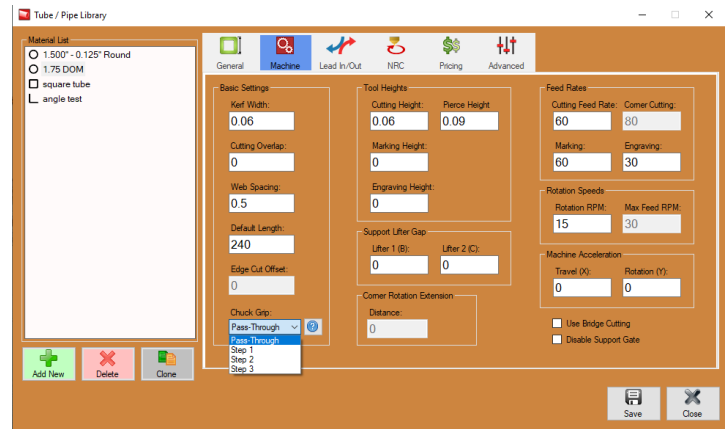 Tube / Pipe Library
Material List
1.500" - 0.125" Round
1.75 DOM
square tube
angle test
Add New
Delete
Clone
General
Machine
Lead In/Out
NRC
Pricing
Advanced
Basic Settings
Kerf Width:
0.06
Cutting Overlap:
0
Web Spacing:
0.5
Default Length:
240
Edge Cut Offset:
0
Chuck Grip:
Pass-Through
Pass-Through
Step 1
Step 2
Step 3
Tool Heights
Cutting Height: Pierce Height
0.06 0.09
Marking Height:
0
Engraving Height:
0
Support Lifter Gap
Lifter 1 (B): Lifter 2 (C):
0 0
Corner Rotation Extension
Distance:
0
Feed Rates
Cutting Feed Rate: Corner Cutting:
60 80
Marking: Engraving:
60 30
Rotation Speeds
Rotation RPM: Max Feed RPM:
15 30
Machine Acceleration
Travel (X): Rotation (Y):
0 0
Use Bridge Cutting
Disable Support Gate
Save
Close